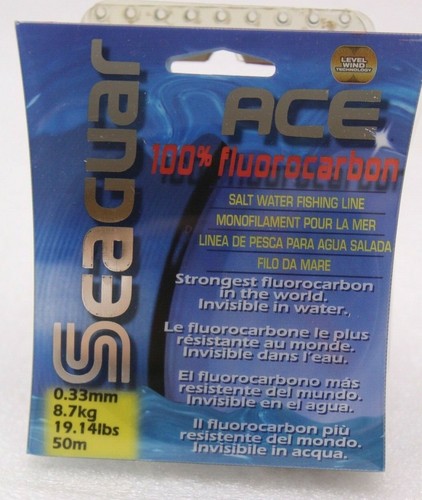 LEVEL
WIND
TECHNOLOGY
Seaguar
ACE
100% fluorocarbon
SALT WATER FISHING LINE
MONOFILAMENT POUR LA MER
LINEA DE PESCA PARA AGUA SALADA
FILO DA MARE
Strongest fluorocarbon
in the world.
Invisible in water.
Le fluorocarbone le plus
résistante au monde.
Invisible dans l'eau.
El fluorocarbono más
resistente del mundo.
Invisible en el agua.
Il fluorocarbon più
resistente del mondo.
Invisibile in acqua.
0.33mm
8.7kg
19.14lbs
50m